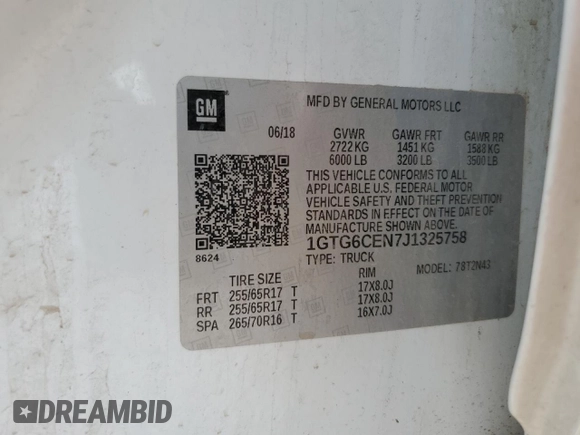 GM
MFD BY GENERAL MOTORS LLC
06/18
GVWR GAWR FRT GAWR RR
2722 KG 1451 KG 1588 KG
6000 LB 3200 LB 3500 LB
THIS VEHICLE CONFORMS TO ALL
APPLICABLE U.S. FEDERAL MOTOR
VEHICLE SAFETY AND THEFT PREVENTION
STANDARDS IN EFFECT ON THE DATE OF
MANUFACTURE SHOWN ABOVE.
1GTG6CEN7J1325758
8624
TYPE: TRUCK MODEL: 78T2N43
TIRE SIZE RIM
FRT 255/65R17 T 17X8.0J
RR 255/65R17 T 17X8.0J
SPA 265/70R16 T 16X7.0J
DREAMBID